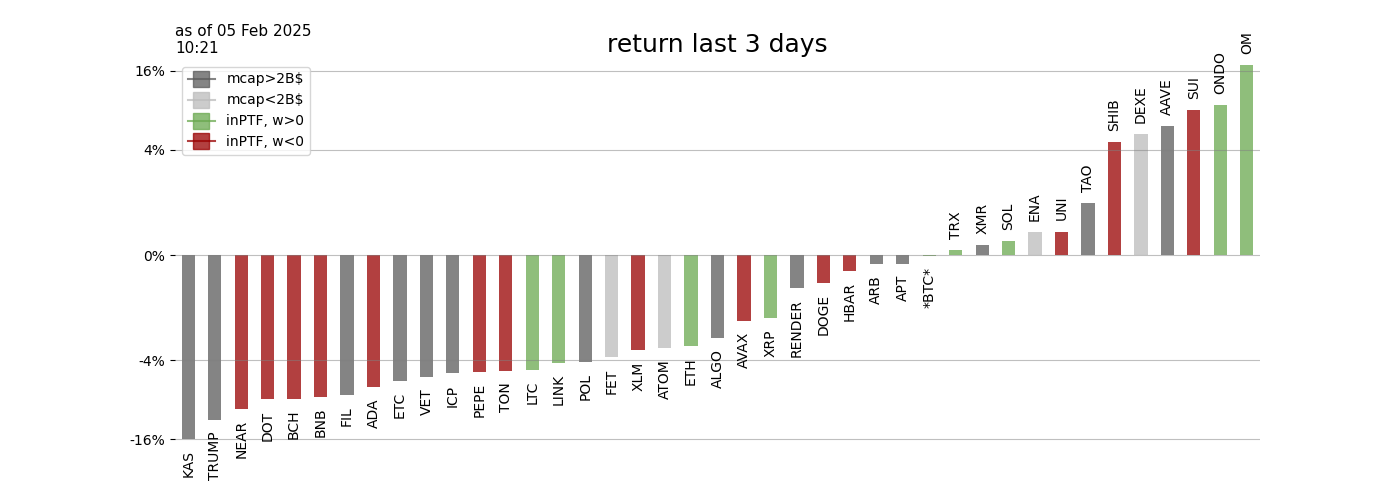 as of 05 Feb 2025
10:21
return last 3 days
mcap>2B$
mcap<2B$
inPTF, w>0
inPTF, w<0
16%
4%
0%
-4%
-16%
KAS
TRUMP
NEAR
DOT
BCH
BNB
FIL
ADA
ETC
VET
ICP
PEPE
TON
LTC
LINK
POL
FET
XLM
ATOM
ETH
ALGO
AVAX
XRP
RENDER
DOGE
HBAR
ARB
APT
*BTC*
TRX
XMR
SOL
ENA
UNI
TAO
SHIB
DEXE
AAVE
SUI
ONDO
OM